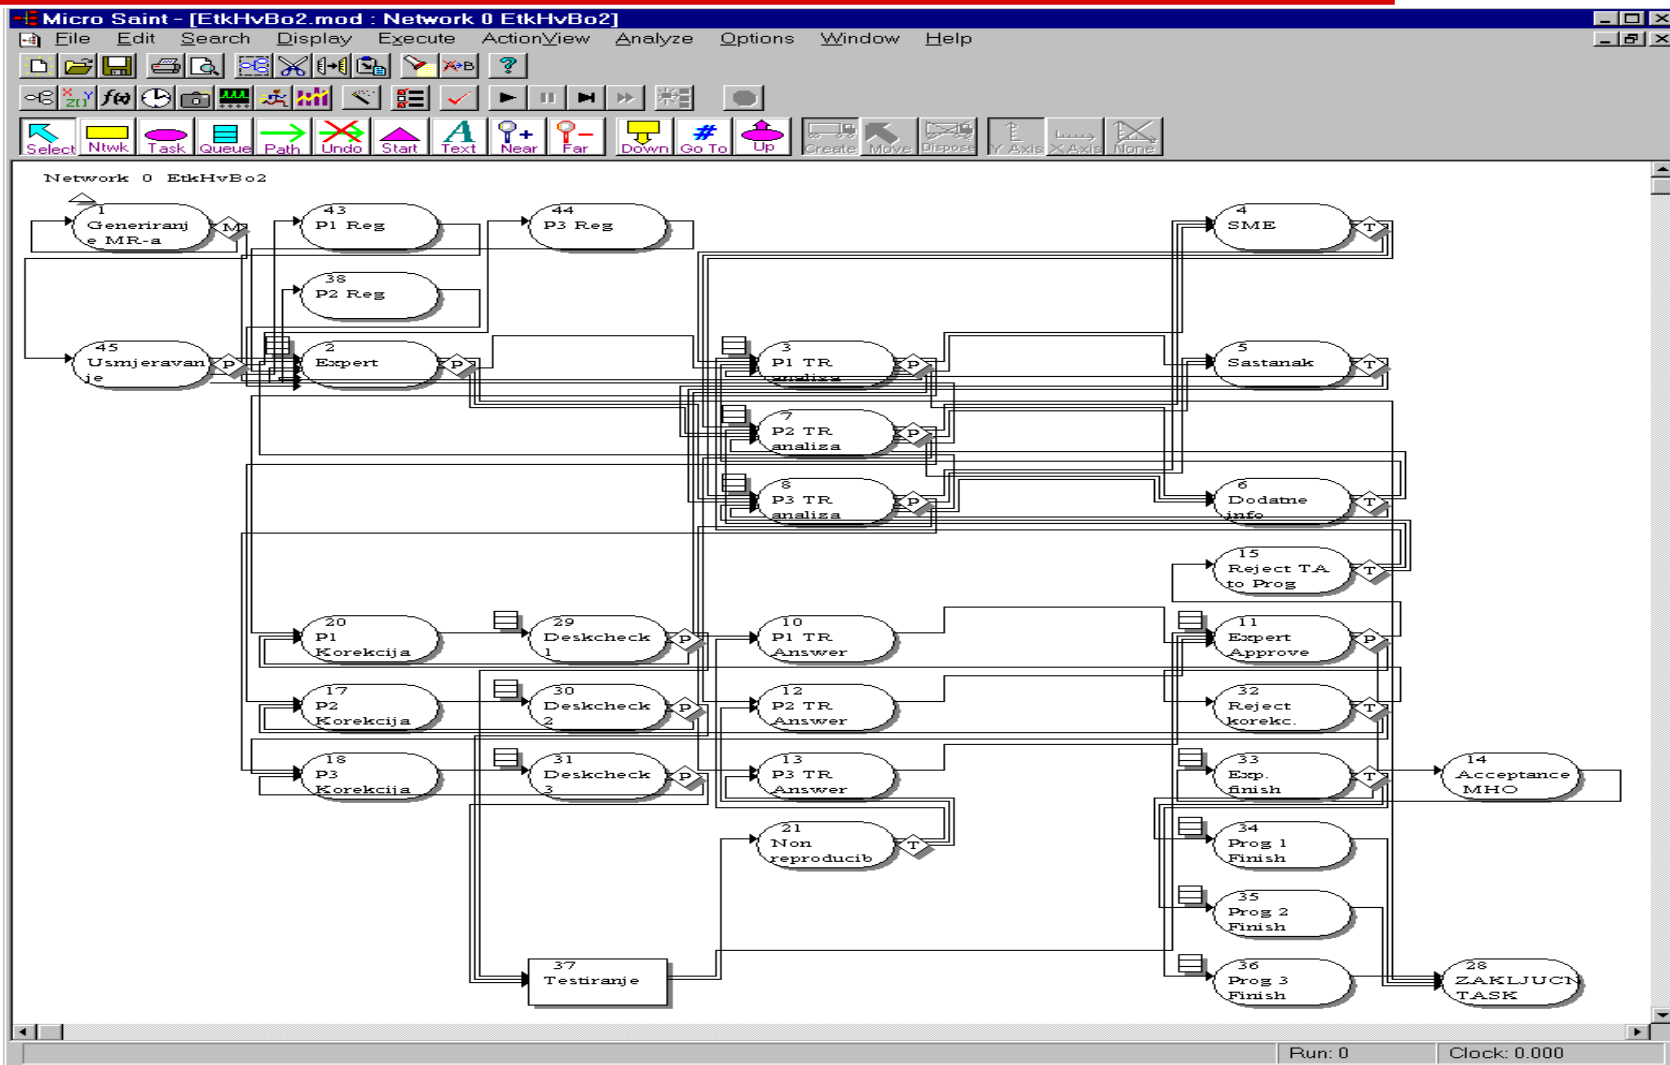 Micro Saint - [EtkHvBo2.mod : Network 0 EtkHvBo2]
File Edit Search Display Execute ActionView Analyze Options Window Help
Select Ntwk Task Queue Path Undo Start Text Near Far Down Go To Up Create Move Dispose Y Axis X Axis None
Network 0 EtkHvBo2
1
Generiranj
e MR-a
M
43
P1 Reg
44
P3 Reg
4
SME
T
38
P2 Reg
45
Usmjeravan
je
P
2
Expert
P
3
P1 TR
analiza
P
5
Sastanak
T
7
P2 TR
analiza
P
8
P3 TR
analiza
P
6
Dodatne
info
T
15
Reject TA
to Prog
T
20
P1
Korekcija
29
Deskcheck
1
P
10
P1 TR
Answer
11
Expert
Approve
P
17
P2
Korekcija
30
Deskcheck
2
P
12
P2 TR
Answer
32
Reject
korekc.
T
18
P3
Korekcija
31
Deskcheck
3
P
13
P3 TR
Answer
33
Exp.
finish
T
14
Acceptance
MHO
21
Non
reproducib
T
34
Prog 1
Finish
35
Prog 2
Finish
37
Testiranje
36
Prog 3
Finish
28
ZAKLJUCN
TASK
Run: 0
Clock: 0.000